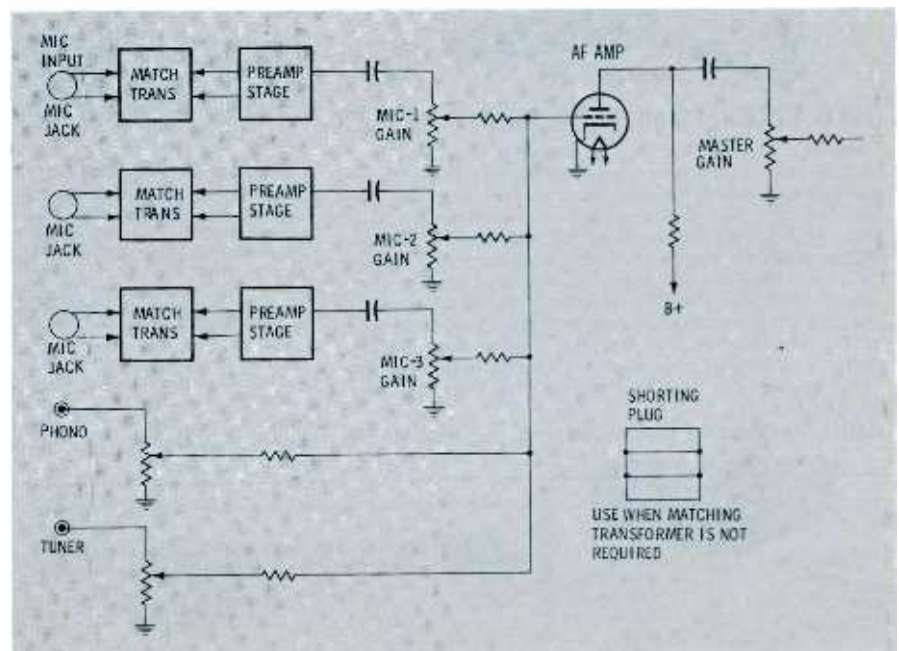 MIC
INPUT
MIC
JACK
MATCH
TRANS
PREAMP
STAGE
MIC-1
GAIN
AF AMP
MASTER
GAIN
MIC
JACK
MATCH
TRANS
PREAMP
STAGE
MIC-2
GAIN
B+
MIC
JACK
MATCH
TRANS
PREAMP
STAGE
MIC-3
GAIN
PHONO
TUNER
SHORTING
PLUG
USE WHEN MATCHING
TRANSFORMER IS NOT
REQUIRED